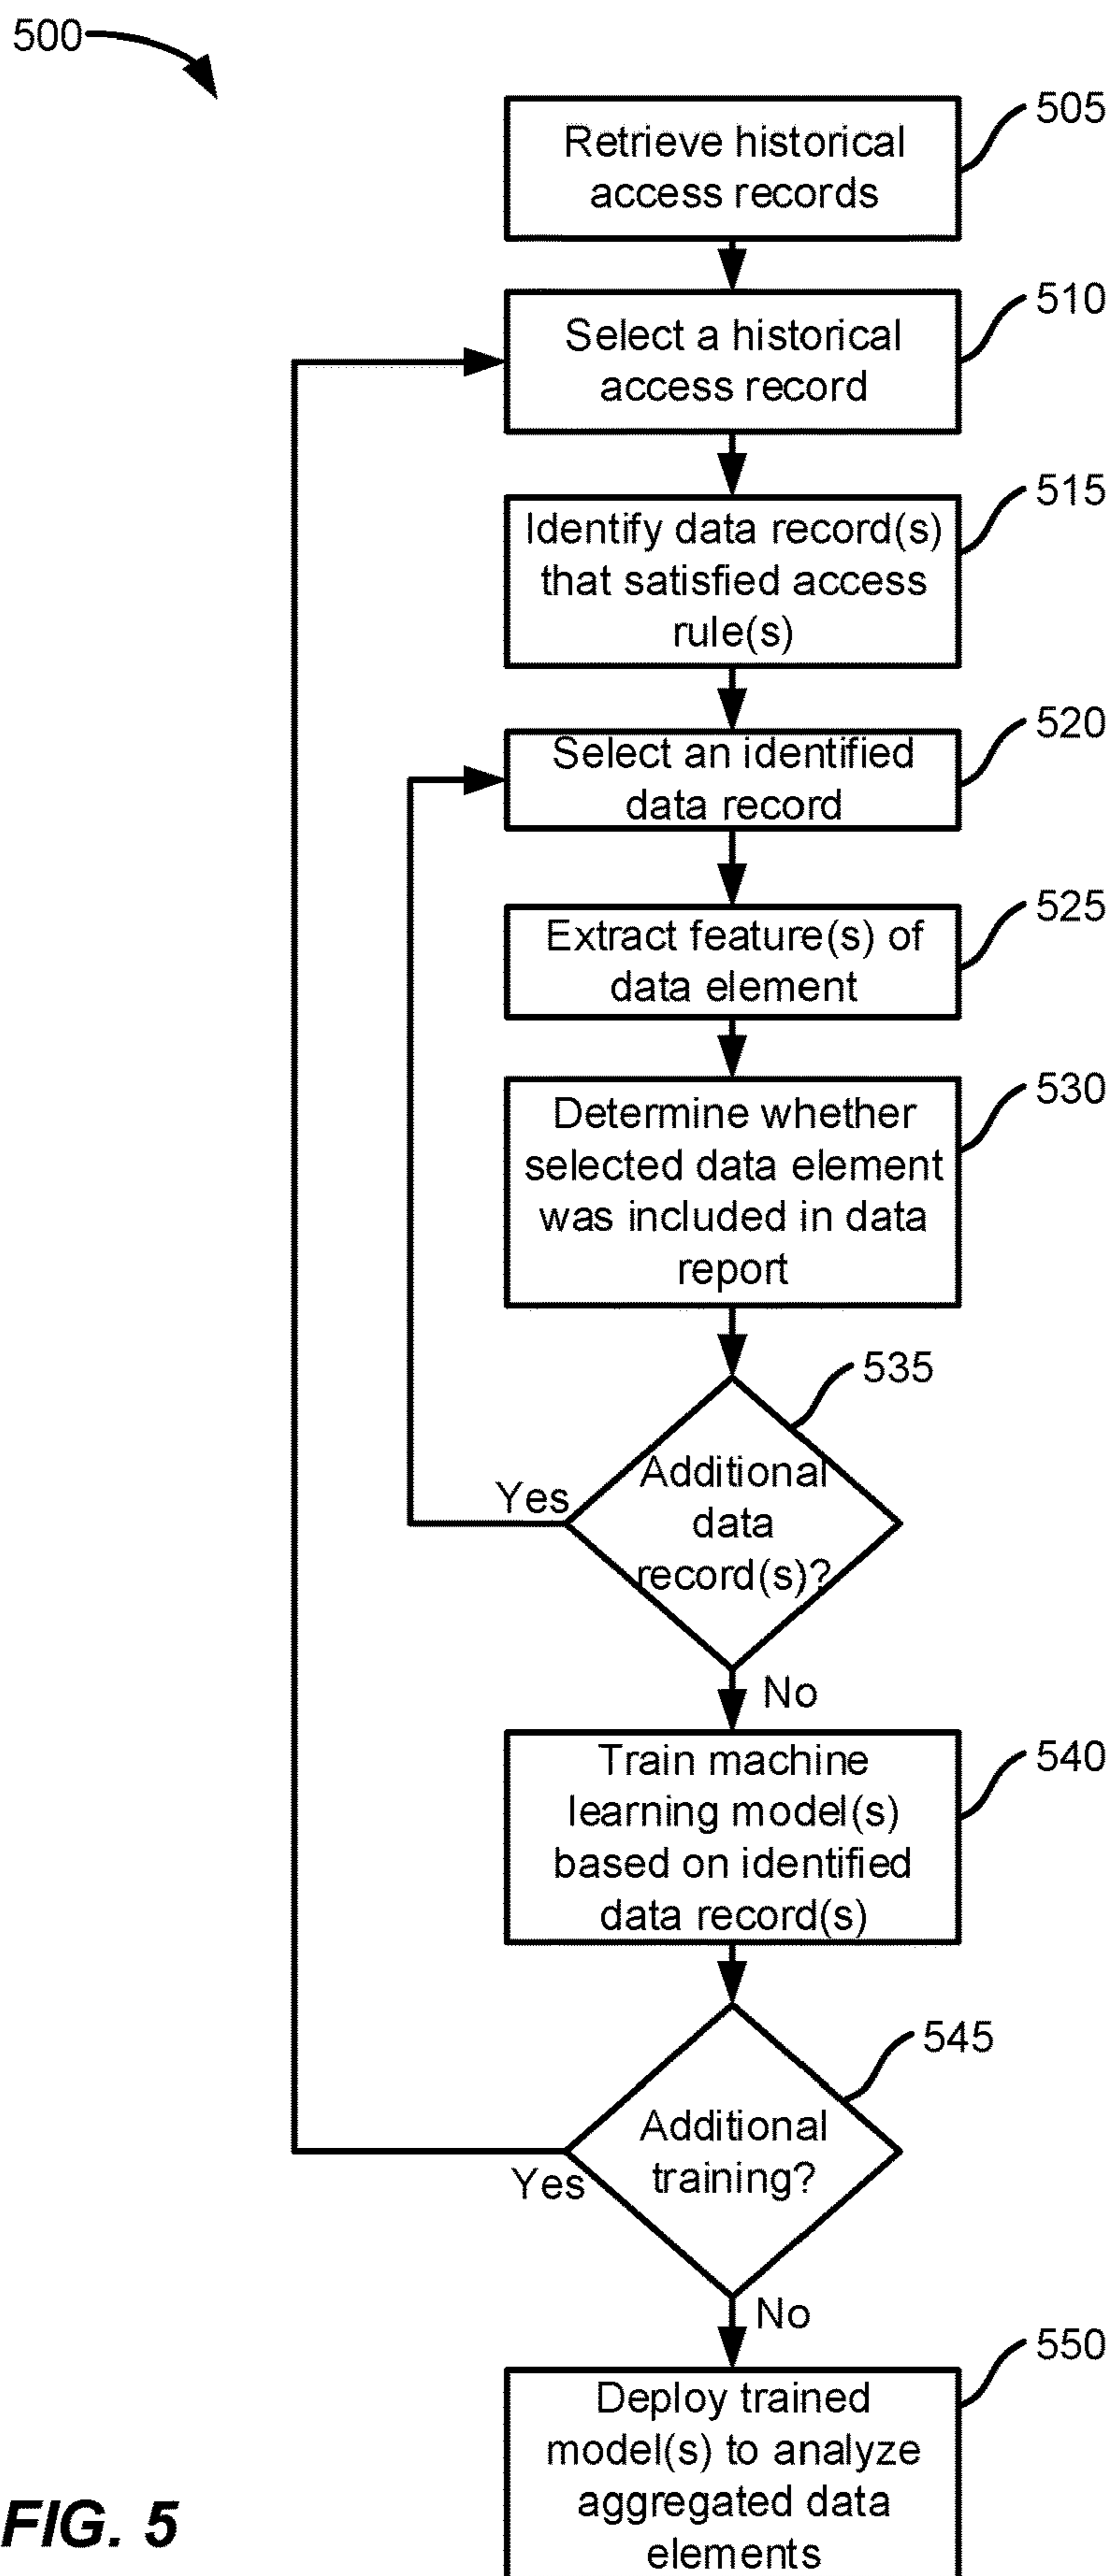 500
505
Retrieve historical
access records
510
Select a historical
access record
515
Identify data record(s)
that satisfied access
rule(s)
520
Select an identified
data record
525
Extract feature(s) of
data element
530
Determine whether
selected data element
was included in data
report
535
Additional
data
record(s)?
Yes
No
540
Train machine
learning model(s)
based on identified
data record(s)
545
Additional
training?
Yes
No
550
Deploy trained
model(s) to analyze
aggregated data
elements
FIG. 5